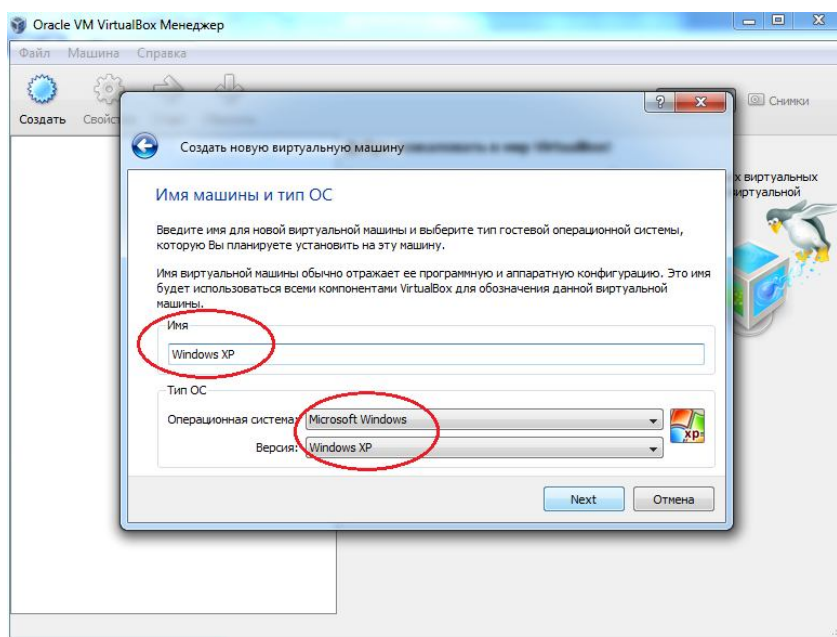 Oracle VM VirtualBox Менеджер
Файл Машина Справка
Создать
Снимки
Создать новую виртуальную машину
х виртуальных
иртуальной
Имя машины и тип ОС
Введите имя для новой виртуальной машины и выберите тип гостевой операционной системы,
которую Вы планируете установить на эту машину.
Имя виртуальной машины обычно отражает ее программную и аппаратную конфигурацию. Это имя
будет использоваться всеми компонентами VirtualBox для обозначения данной виртуальной
машины.
Имя
Windows XP
Тип ОС
Операционная система: Microsoft Windows
xp
Версия: Windows XP
Next Отмена